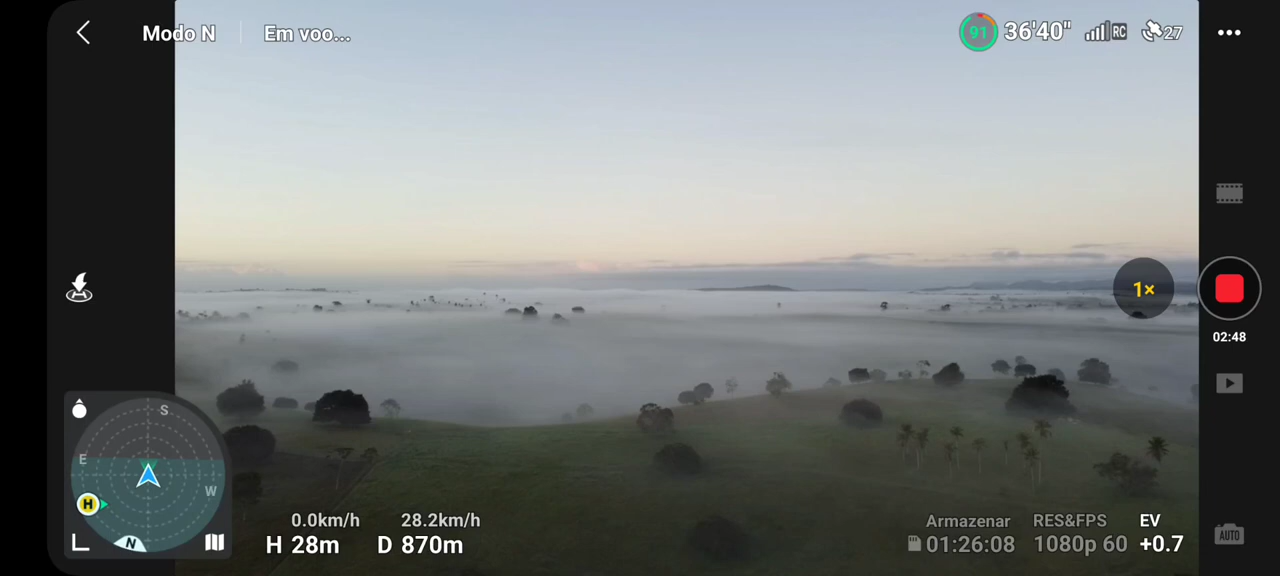 Modo N
Em voo...
91
36'40"
RC
27
1×
02:48
S
E
W
H
N
0.0km/h
28.2km/h
H 28m
D 870m
Armazenar
01:26:08
RES&FPS
1080p 60
EV
+0.7
AUTO